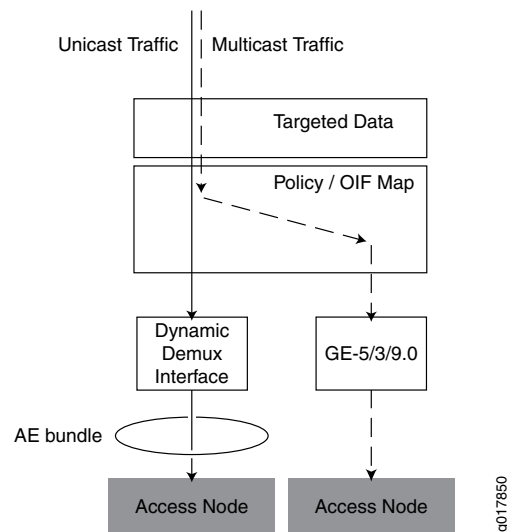 Unicast Traffic
Multicast Traffic
Targeted Data
Policy / OIF Map
Dynamic
Demux
Interface
GE-5/3/9.0
AE bundle
Access Node
Access Node
g017850